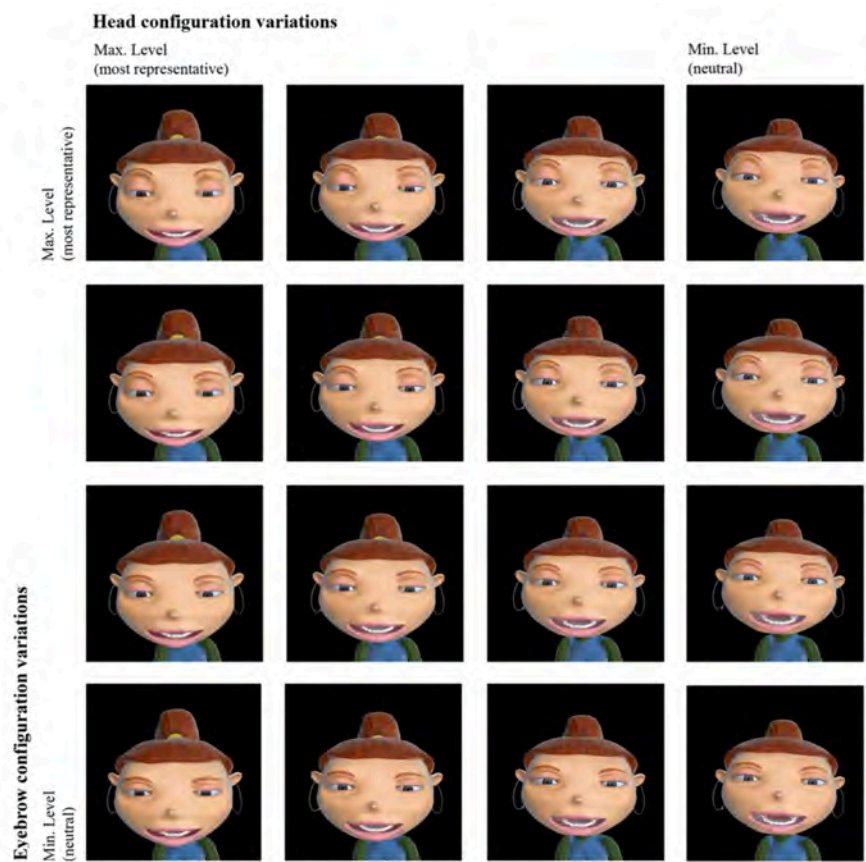 Head configuration variations
Max. Level
(most representative)
Min. Level
(neutral)
Max. Level
(most representative)
Eyebrow configuration variations
Min. Level
(neutral)